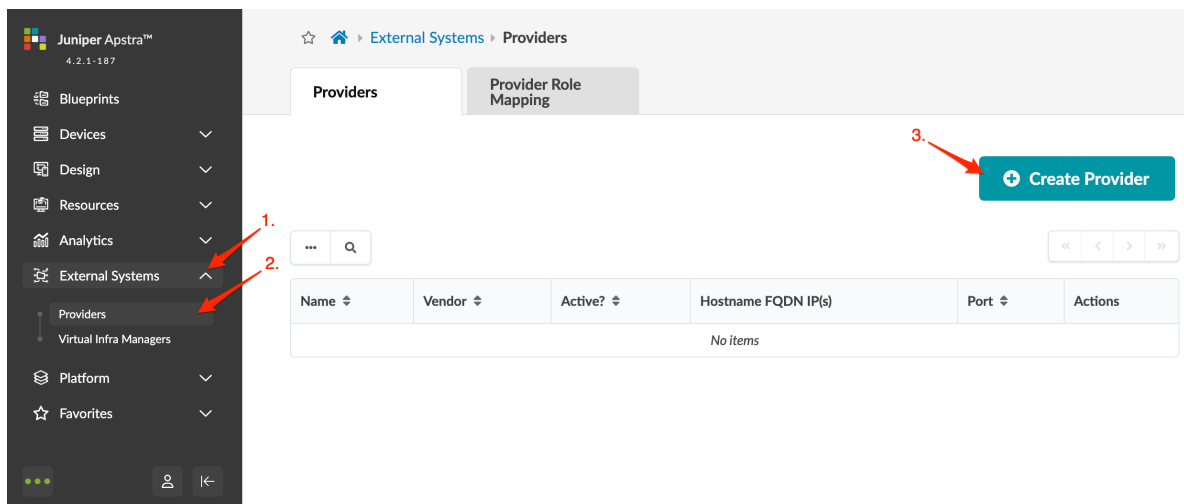 Juniper Apstra™
4.2.1-187
Blueprints
Devices
Design
Resources
Analytics
External Systems
Providers
Virtual Infra Managers
Platform
Favorites
1.
2.
External Systems Providers
Providers
Provider Role
Mapping
3.
Create Provider
Name Vendor Active? Hostname FQDN IP(s) Port Actions
No items